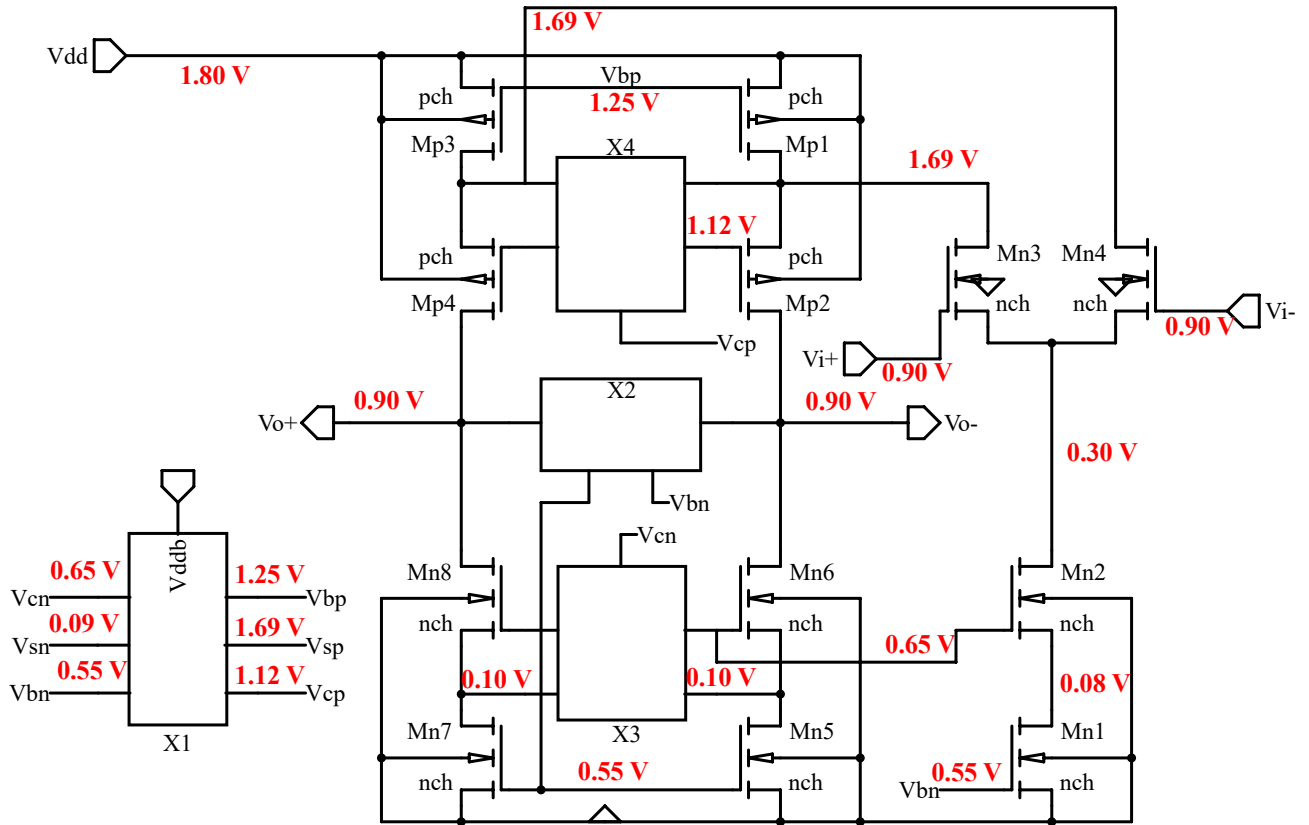 1.69 V
Vdd
1.80 V
pch
Vbp
1.25 V
pch
Mp3
X4
Mp1
1.69 V
pch
1.12 V
pch
Mn3
Mn4
Mp4
Mp2
nch
nch
Vi-
0.90 V
Vcp
Vi+
0.90 V
X2
0.90 V
0.90 V
Vo+
Vo-
0.30 V
Vbn
Vddb
Vcn
0.65 V
1.25 V
Mn8
Mn6
Mn2
Vcn
Vbp
0.09 V
1.69 V
nch
nch
nch
Vsn
Vsp
0.65 V
0.55 V
1.12 V
0.10 V
0.10 V
0.08 V
Vbn
Vcp
X1
Mn7
X3
Mn5
Mn1
nch
0.55 V
nch
Vbn
0.55 V
nch